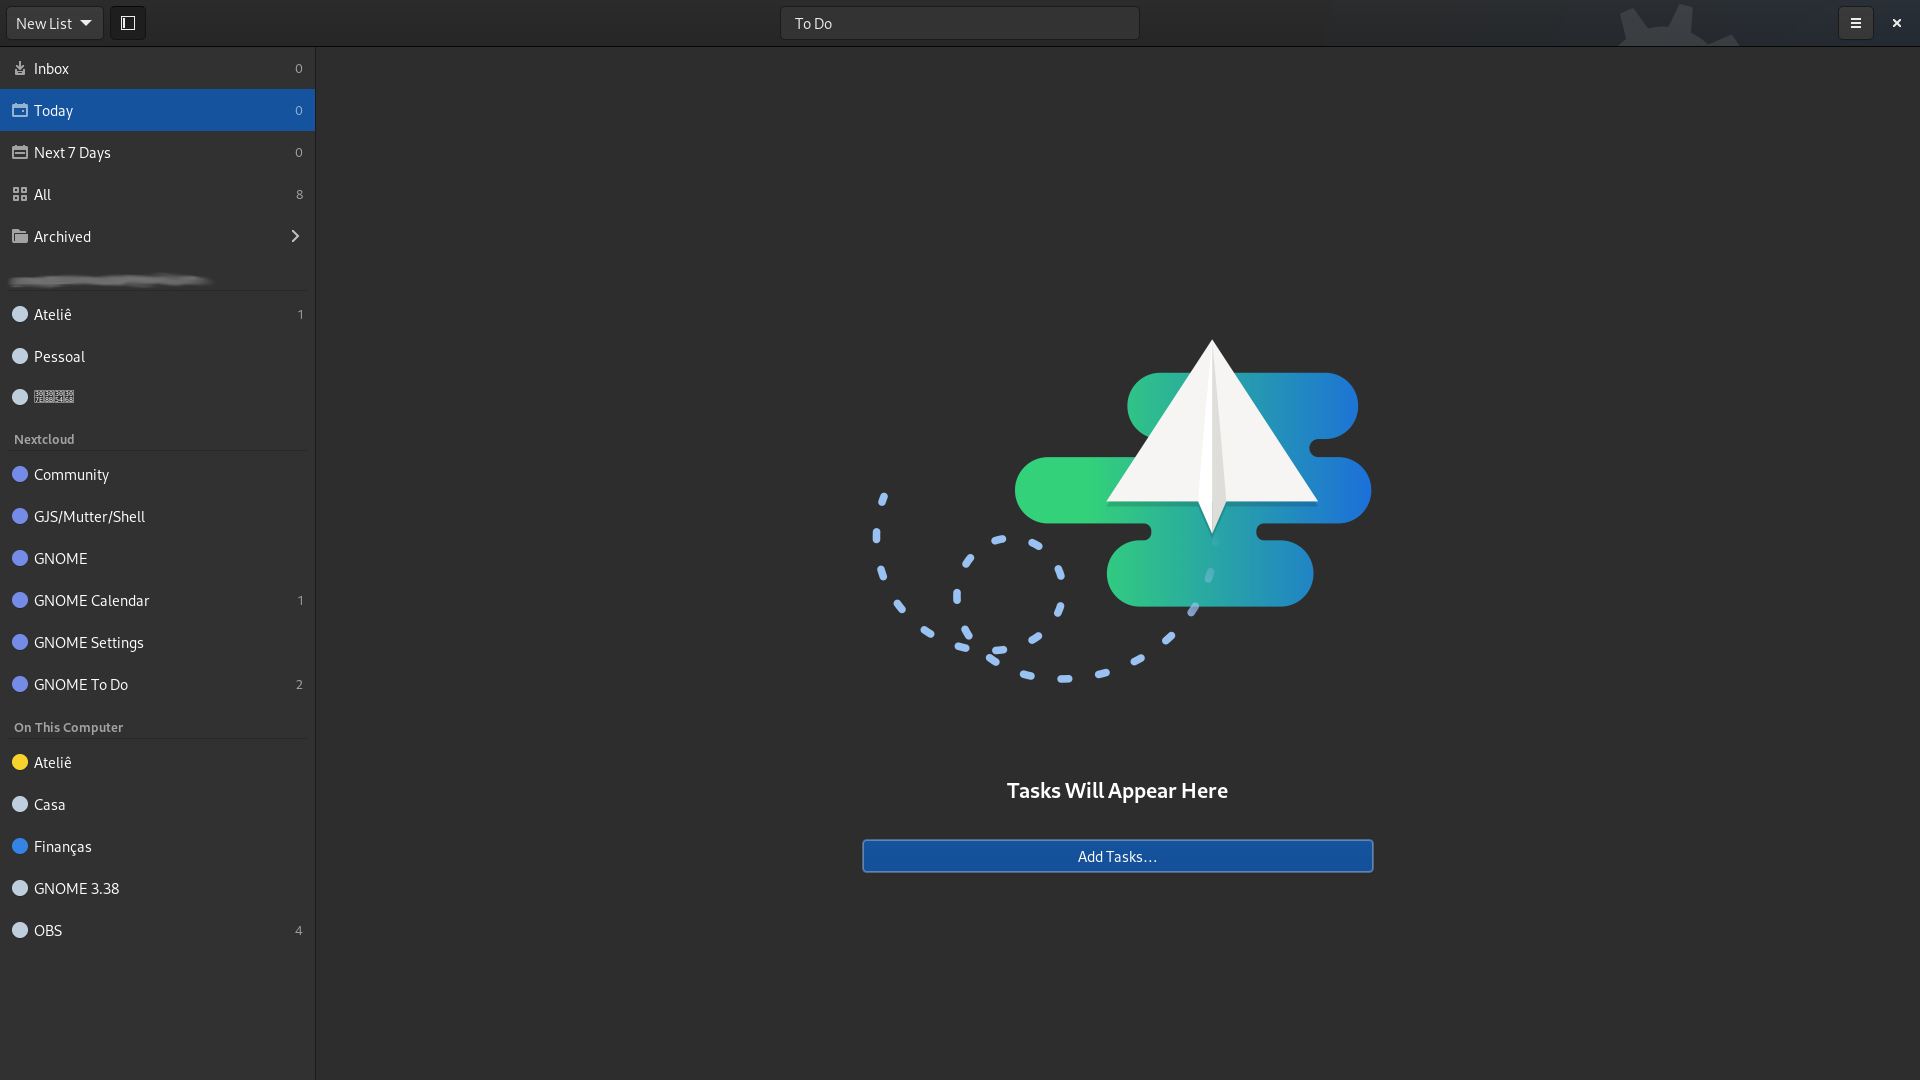 New List
To Do
Inbox 0
Today 0
Next 7 Days 0
All 8
Archived
Ateliê 1
Pessoal
Nextcloud
Community
GJS/Mutter/Shell
GNOME
GNOME Calendar 1
GNOME Settings
GNOME To Do 2
On This Computer
Ateliê
Casa
Finanças
GNOME 3.38
OBS 4
Tasks Will Appear Here
Add Tasks…